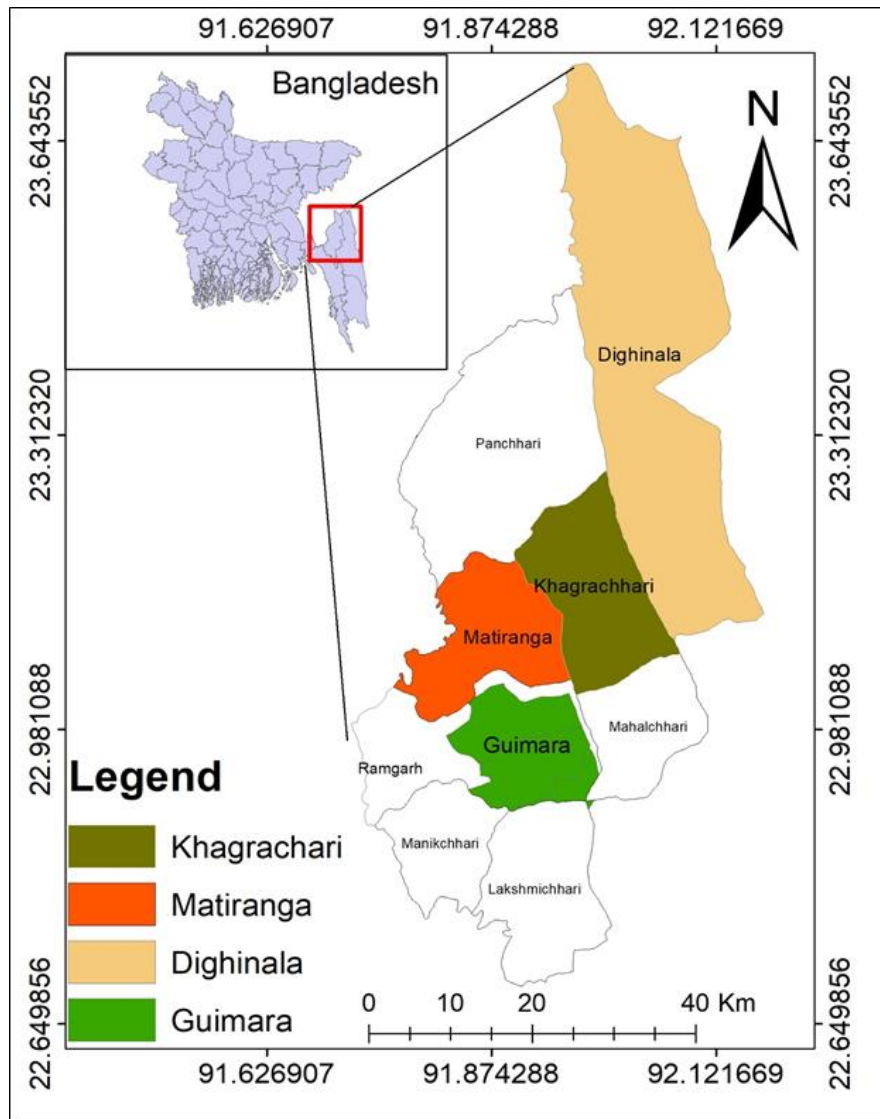 91.626907 91.874288 92.121669
Bangladesh
N
23.643552
23.643552
Dighinala
23.312320
23.312320
Panchhari
Khagrachhari
Matiranga
22.981088
22.981088
Mahalchhari
Guimara
Ramgarh
Legend
Khagrachari
Manikchhari
Lakshmichhari
Matiranga
Dighinala
0 10 20 40 Km
Guimara
22.649856
22.649856
91.626907 91.874288 92.121669